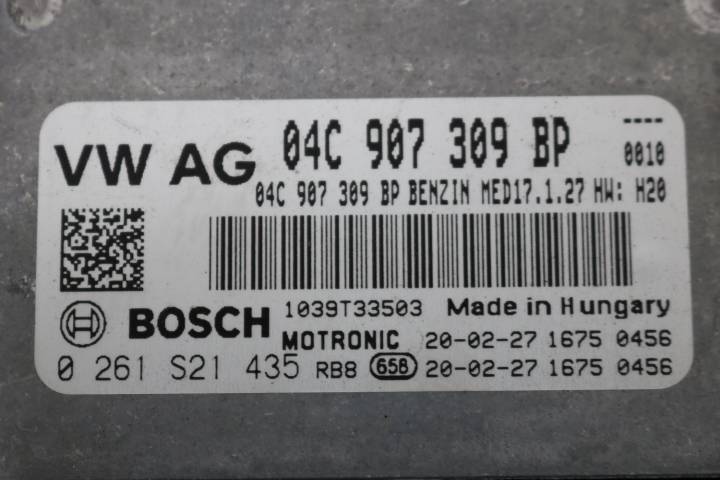 VW AG 04C 907 309 BP ----
0010
04C 907 309 BP BENZIN MED17.1.27 HW: H20
BOSCH 1039T33503 Made in Hungary
MOTRONIC 20-02-27 1675 0456
0 261 S21 435 RB8 658 20-02-27 1675 0456